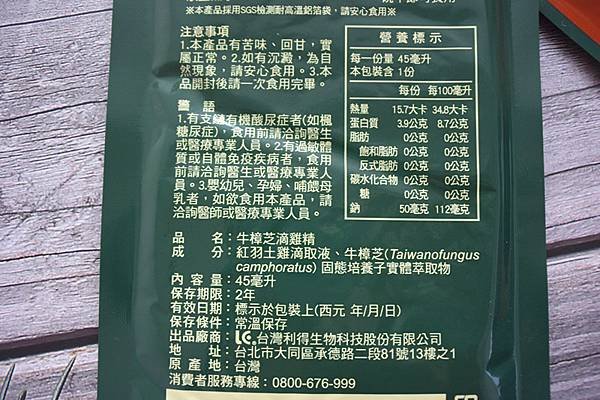 ※本產品採用SGS檢測耐高溫鋁箔袋，請安心食用※
注意事項
1.本產品有苦味、回甘，實
屬正常。2.如有沉澱，為自
然現象，請安心食用。3.本
品開封後請一次食用完畢。
警 語
1.有支鏈有機酸尿症者(如楓
糖尿症)，食用前請洽詢醫生
或醫療專業人員。2.有過敏體
質或自體免疫疾病者，食用
前請洽詢醫生或醫療專業人
員。3.嬰幼兒、孕婦、哺餵母
乳者，如欲食用本產品，請
洽詢醫師或醫療專業人員。
營養標示
每一份量 45毫升
本包裝含 1份
每份 每100毫升
熱量 15.7大卡 34.8大卡
蛋白質 3.9公克 8.7公克
脂肪 0公克 0公克
飽和脂肪 0公克 0公克
反式脂肪 0公克 0公克
碳水化合物 0公克 0公克
糖 0公克 0公克
鈉 50毫克 112毫克
品 名：牛樟芝滴雞精
成 分：紅羽土雞滴取液、牛樟芝(Taiwanofungus
camphoratus) 固態培養子實體萃取物
內 容 量：45毫升
保存期限：2年
有效日期：標示於包裝上(西元 年/月/日)
保存條件：常溫保存
出品廠商：LC.台灣利得生物科技股份有限公司
地 址：台北市大同區承德路二段81號13樓之1
原 產 地：台灣
消費者服務專線：0800-676-999